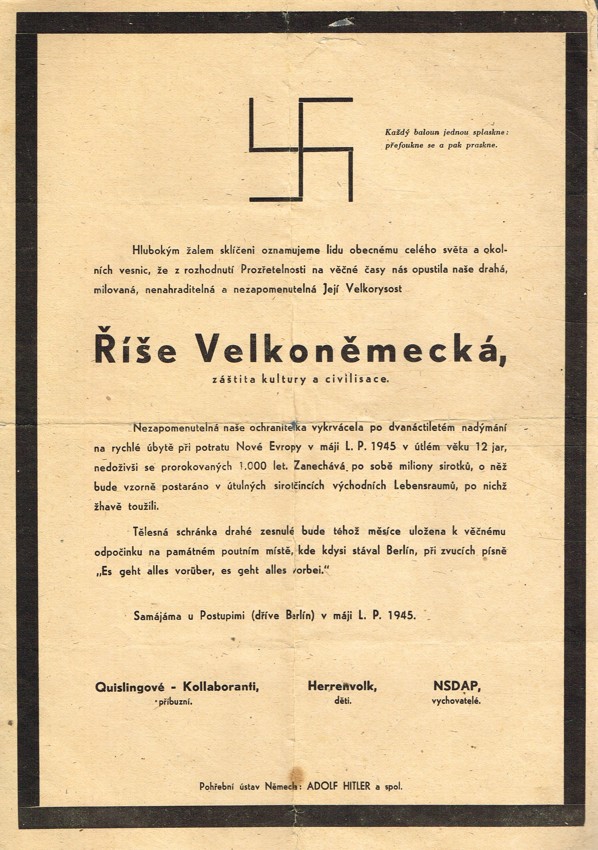 Každý baloun jednou splaskne:
přefoukne se a pak praskne.
Hlubokým žalem sklíčeni oznamujeme lidu obecnému celého světa a okol-
ních vesnic, že z rozhodnutí Prozřetelnosti na věčné časy nás opustila naše drahá,
milovaná, nenahraditelná a nezapomenutelná Její Velkorysost
Říše Velkoněmecká,
záštita kultury a civilisace.
Nezapomenutelná naše ochranitelka vykrvácela po dvanáctiletém nadýmání
na rychlé úbytě při potratu Nové Evropy v máji L. P. 1945 v útlém věku 12 jar,
nedoživši se prorokovaných 1.000 let. Zanechává po sobě miliony sirotků, o něž
bude vzorně postaráno v útulných sirotčincích východních Lebensraumů, po nichž
žhavě toužili.
Tělesná schránka drahé zesnulé bude téhož měsíce uložena k věčnému
odpočinku na památném poutním místě, kde kdysi stával Berlín, při zvucích písně
„Es geht alles vorüber, es geht alles vorbei.“
Samájáma u Postupimi (dříve Berlín) v máji L. P. 1945.
Quislingové - Kollaboranti, Herrenvolk, NSDAP,
příbuzní. děti. vychovatelé.
Pohřební ústav Němech: ADOLF HITLER a spol.